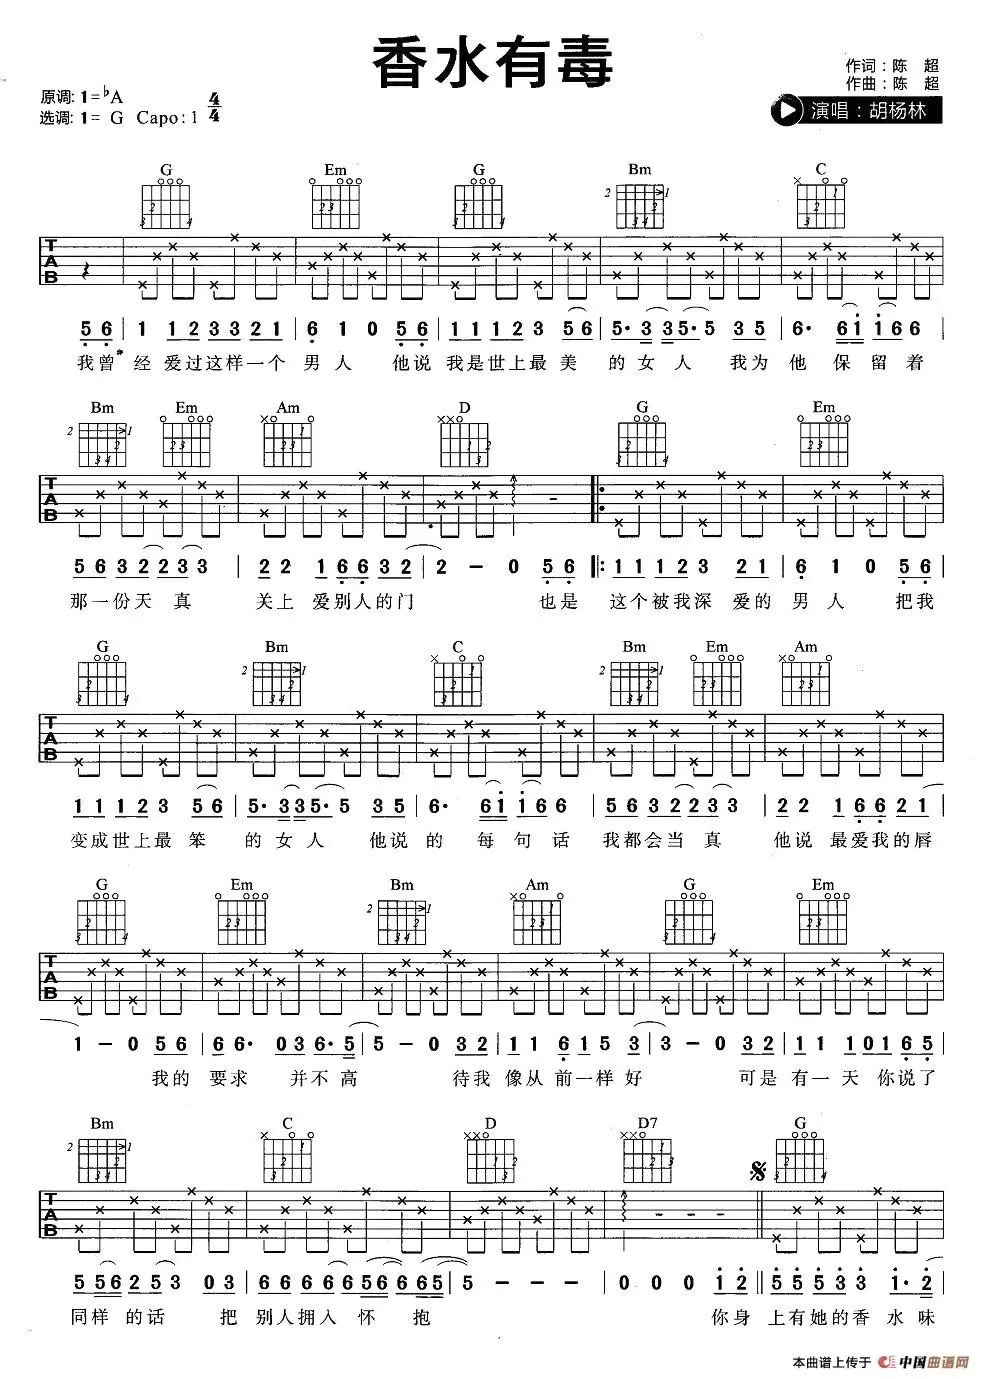 香水有毒
作词：陈 超
作曲：陈 超
原调: 1=♭A 4/4
选调: 1= G Capo: 1
演唱：胡杨林
G Em G Bm C
T A B
5 6 | 1 1 2 3 3 2 1 | 6 1 0 5 6 | 1 1 1 2 3 5 6 | 5· 3 3 5· 5 3 5 | 6· 6 1 1 6 6
我曾 经 爱过这样一个 男人 他说 我是世上最美 的女人 我为他 保留着
Bm Em Am D G Em
T A B
5 6 3 2 2 3 3 | 2 2 1 6 6 3 2 | 2 - 0 5 6 |: 1 1 1 2 3 2 1 | 6 1 0 5 6
那一份天真 关上 爱别人的门 也是 这个被我深 爱的 男人 把我
G Bm C Bm Em Am
T A B
1 1 1 2 3 5 6 | 5· 3 3 5· 5 3 5 | 6· 6 1 1 6 6 | 5 6 3 2 2 3 3 | 2 2 1 6 6 2 1
变成世上最笨 的女人 他说的 每句话 我都会当真 他说 最爱我的唇
G Em Bm Am G Em
T A B
1 - 0 5 6 | 6 6· 0 3 6· 5 | 5 - 0 3 2 | 1 1 6 1 5 3 | 3 - 0 3 2 | 1 1 1 0 1 6 5
我的 要求 并不高 待我 像从 前一样好 可是 有一 天你说了
Bm C D D7 G
T A B
5 5 6 2 5 3 0 3 | 6 6 6 6 6 5 6 6 6 5 | 5 - - - | 0 0 0 1 2 || 5 5 5 3 3 1· 2
同样 的话 把 别人拥入 怀抱 你身 上有她的香水味
本曲谱上传于 中国曲谱网